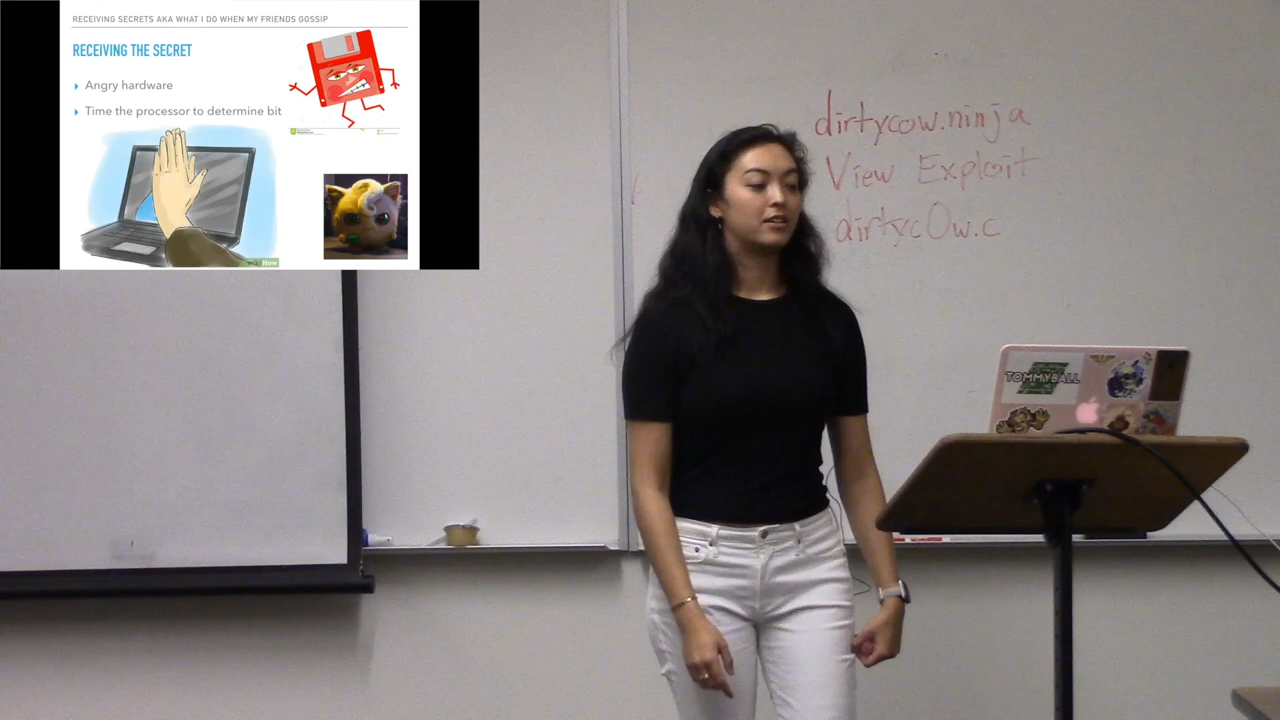 RECEIVING SECRETS AKA WHAT I DO WHEN MY FRIENDS GOSSIP
RECEIVING THE SECRET
Angry hardware
Time the processor to determine bit
wikiHow
dirtycow.ninja
View Exploit
dirtyc0w.c
TOMMYBALL